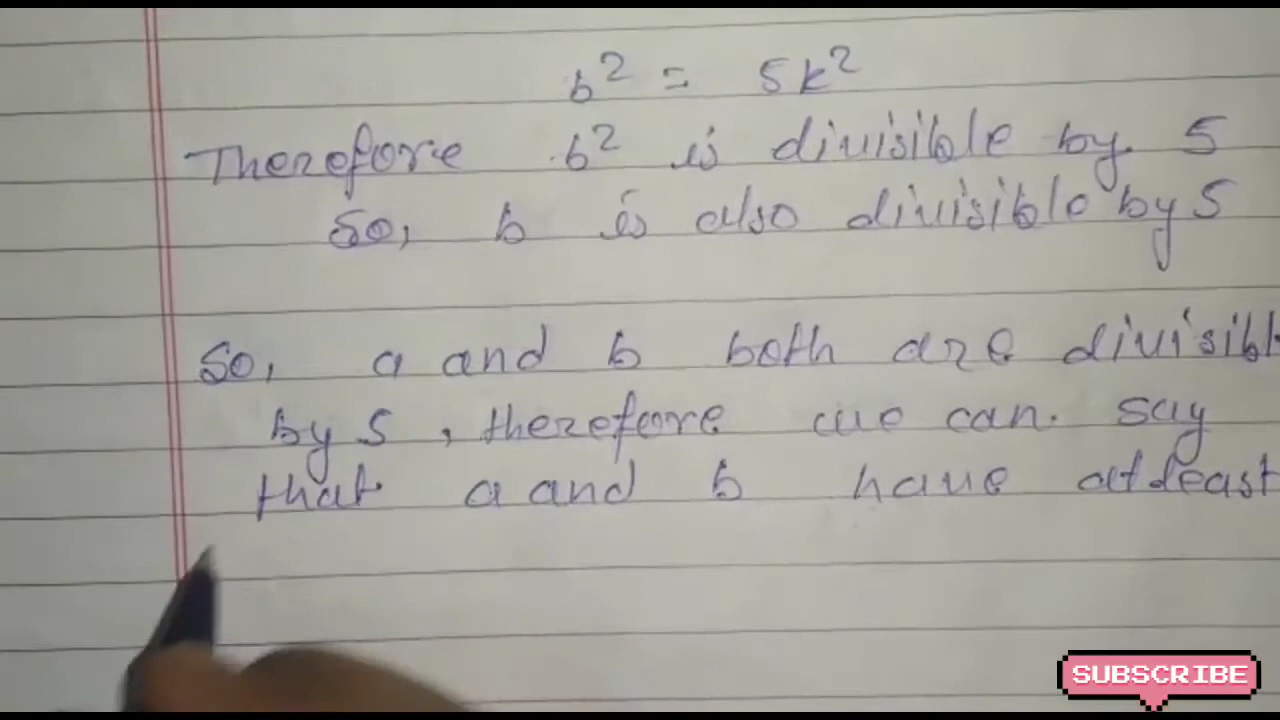 b² = 5k²
Therefore b² is divisible by 5
So, b is also divisible by 5
So, a and b both are divisibl
by 5, therefore we can say
that a and b have atleast
SUBSCRIBE